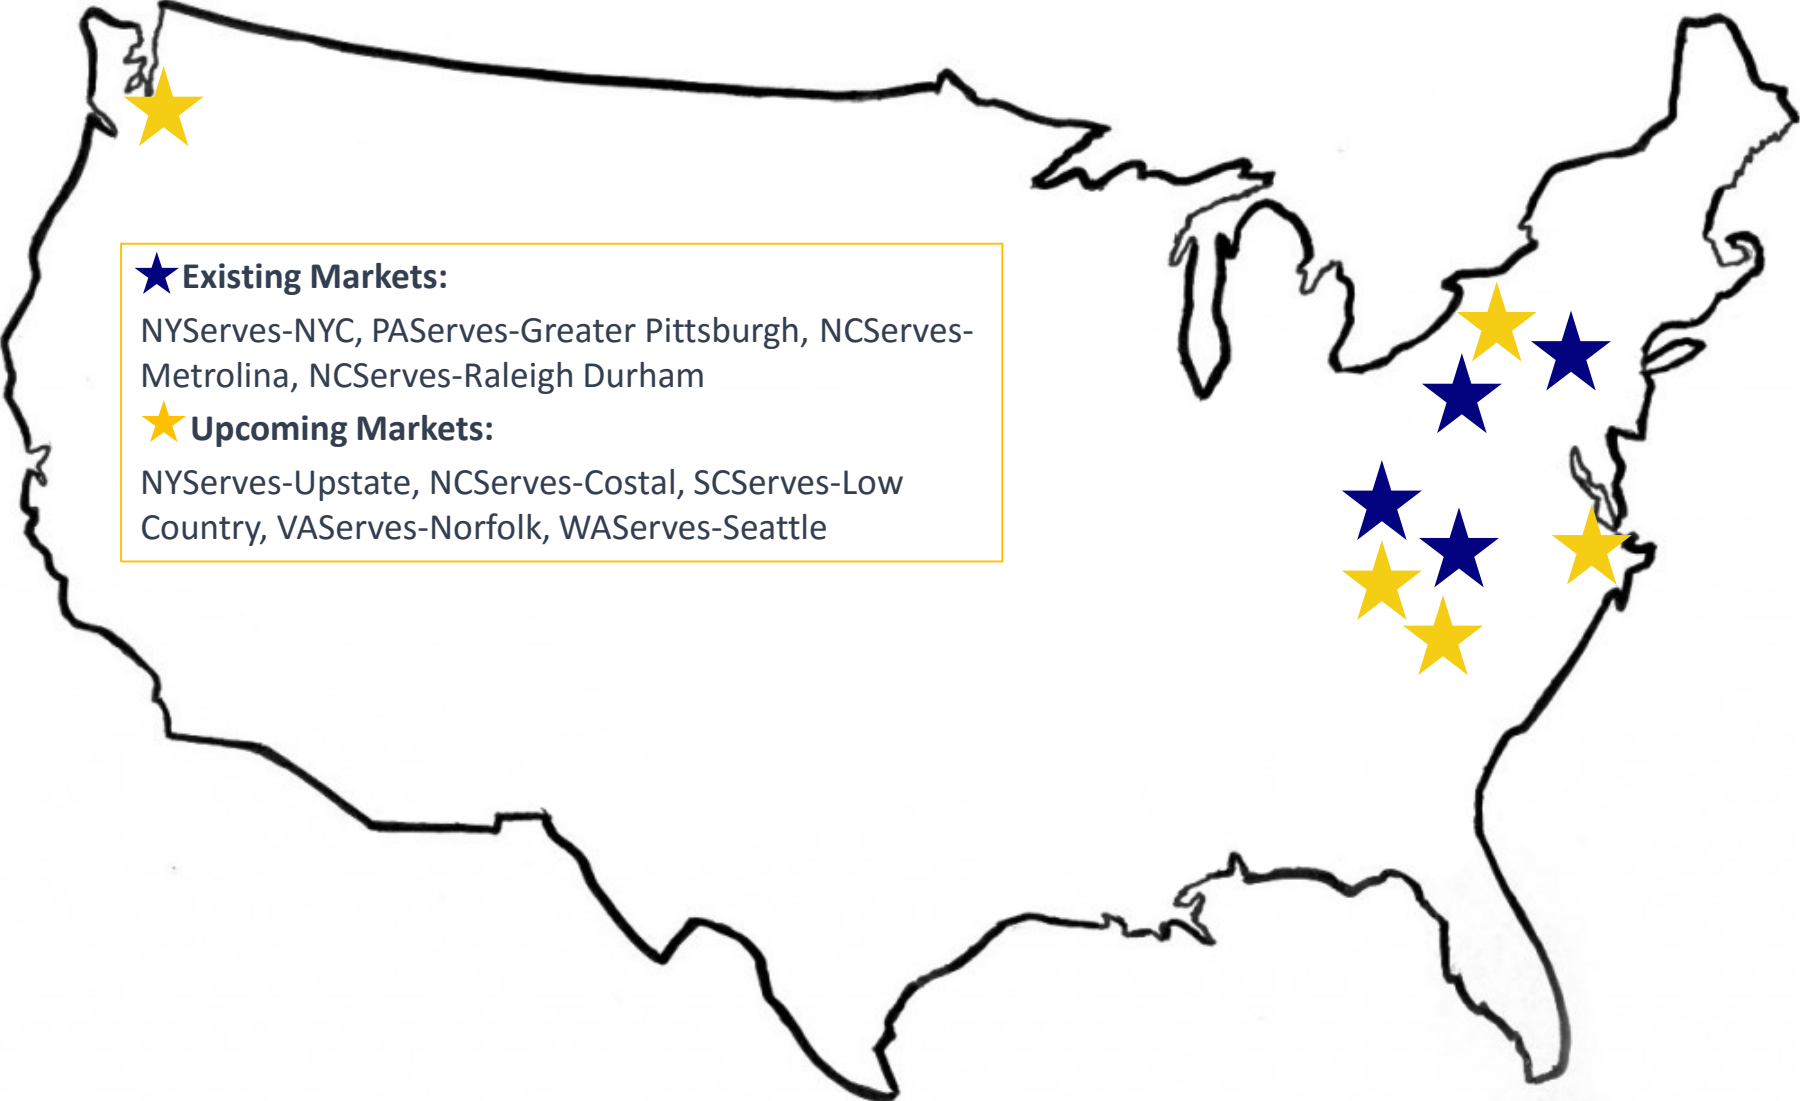 Existing Markets:
NYServes-NYC, PAServes-Greater Pittsburgh, NCServes-
Metrolina, NCServes-Raleigh Durham
Upcoming Markets:
NYServes-Upstate, NCServes-Costal, SCServes-Low
Country, VAServes-Norfolk, WAServes-Seattle